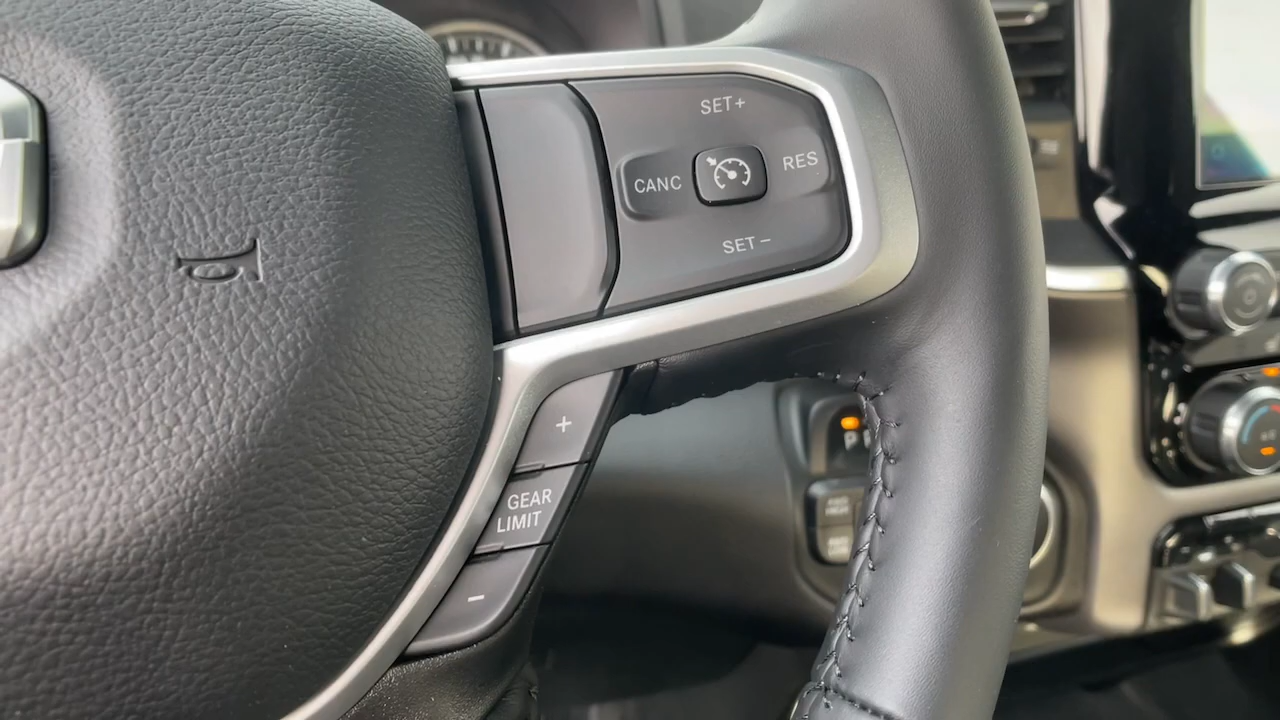 SET+
CANC
RES
SET−
+
GEAR
LIMIT
-
P